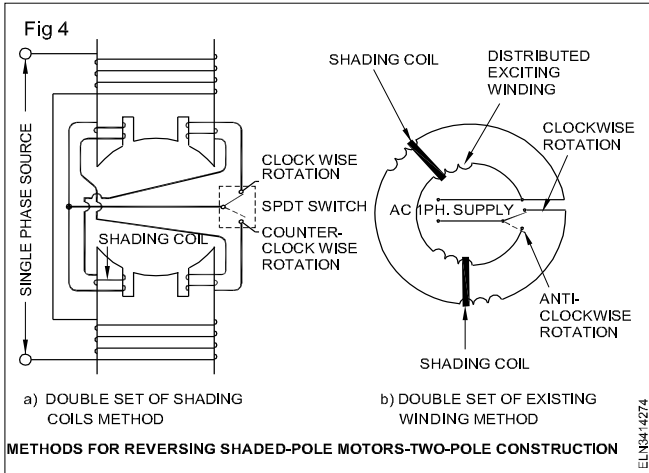 Fig 4
SINGLE PHASE SOURCE
CLOCK WISE
ROTATION
SPDT SWITCH
COUNTER-
CLOCK WISE
ROTATION
SHADING COIL
a) DOUBLE SET OF SHADING
COILS METHOD
SHADING COIL
DISTRIBUTED
EXCITING
WINDING
CLOCKWISE
ROTATION
AC 1PH. SUPPLY
ANTI-
CLOCKWISE
ROTATION
SHADING COIL
b) DOUBLE SET OF EXISTING
WINDING METHOD
METHODS FOR REVERSING SHADED-POLE MOTORS-TWO-POLE CONSTRUCTION
ELN3414274